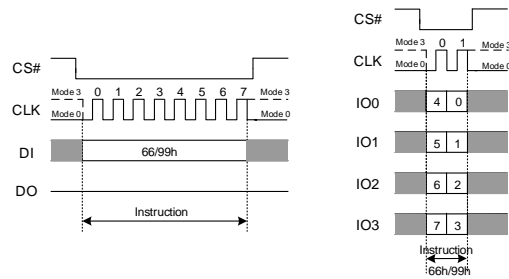 CS#
Mode 3 0 1 2 3 4 5 6 7 Mode 3
CLK Mode 0 Mode 0
DI 66/99h
DO
Instruction
CS#
Mode 3 0 1 Mode 3
CLK Mode 0 Mode 0
IO0 4 0
IO1 5 1
IO2 6 2
IO3 7 3
Instruction
66h/99h